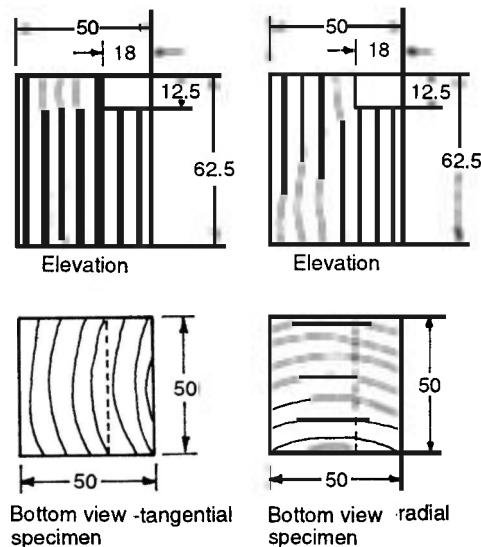 50
18
12.5
62.5
Elevation
50
18
12.5
62.5
Elevation
50
50
Bottom view -tangential
specimen
50
50
Bottom view -radial
specimen